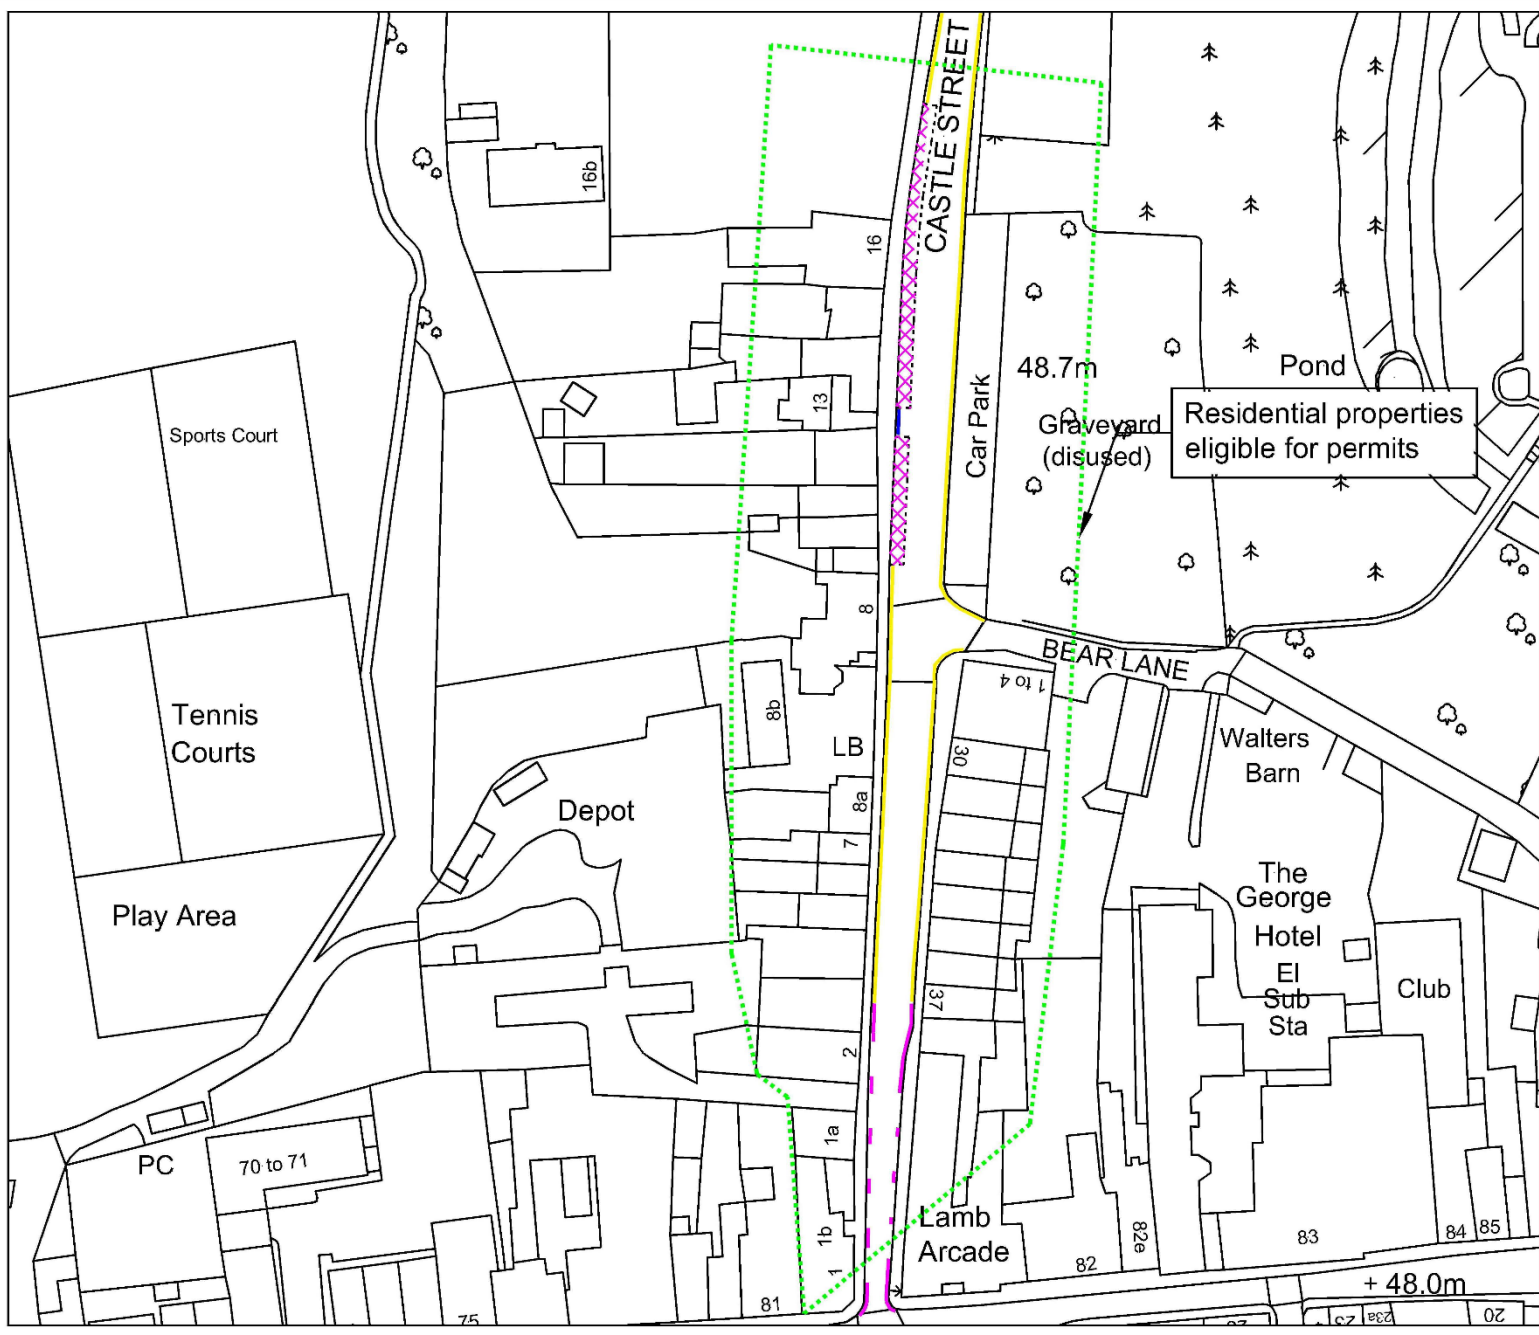 CASTLE STREET
16b
16
Pond
48.7m
Sports Court
13
Car Park
Graveyard
(disused)
Residential properties
eligible for permits
8
BEAR LANE
1 to 4
8b
Tennis
Courts
LB
30
Walters
Barn
8a
Depot
7
The
George
Hotel
El
Sub
Sta
Play Area
Club
37
2
1a
PC
70 to 71
1b
1
Lamb
Arcade
82e
82
83
84
85
+ 48.0m
81
75
23a
20